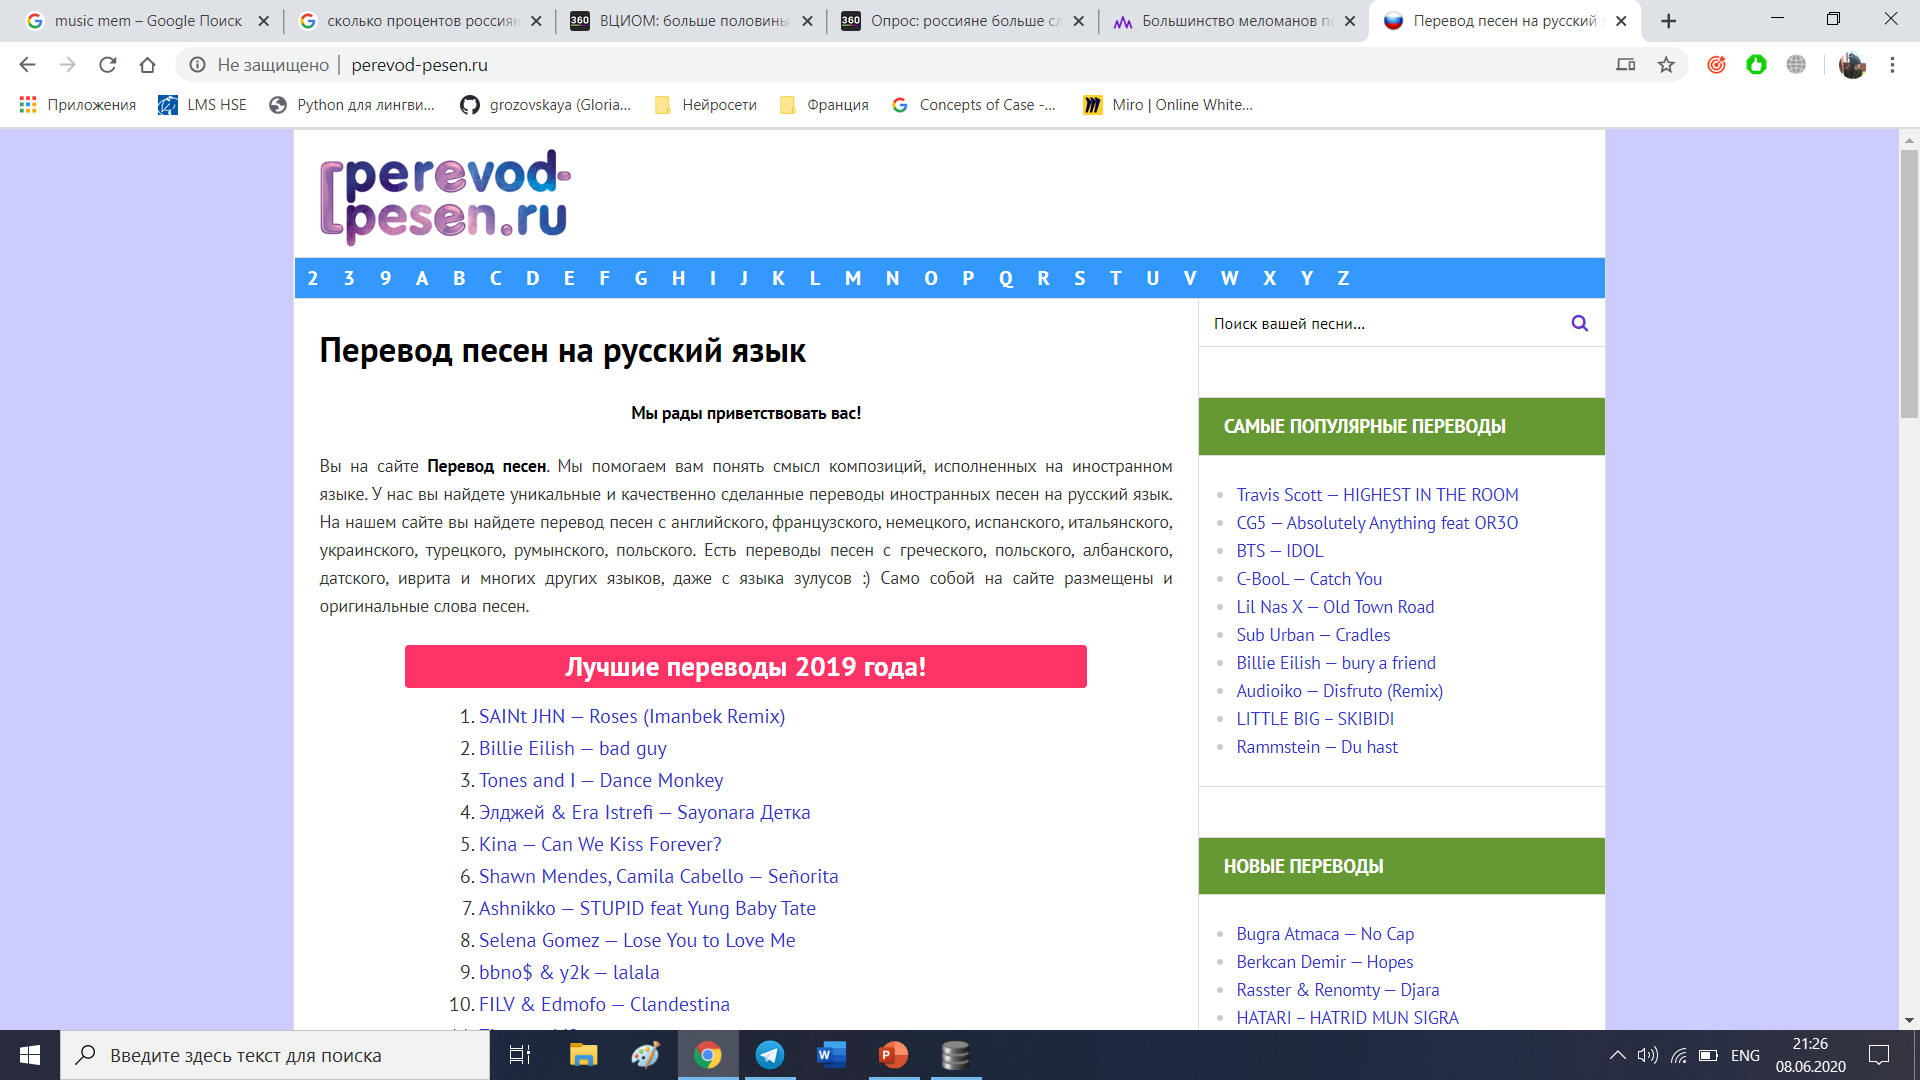 music mem – Google Поиск
сколько процентов россиян
ВЦИОМ: больше половины
Опрос: россияне больше сл
Большинство меломанов п
Перевод песен на русский
Не защищено
perevod-pesen.ru
Приложения
LMS HSE
Python для лингви...
grozovskaya (Gloria...
Нейросети
Франция
Concepts of Case -...
Miro | Online White...
perevod-
pesen.ru
2 3 9 A B C D E F G H I J K L M N O P Q R S T U V W X Y Z
Перевод песен на русский язык
Мы рады приветствовать вас!
Вы на сайте Перевод песен. Мы помогаем вам понять смысл композиций, исполненных на иностранном
языке. У нас вы найдете уникальные и качественно сделанные переводы иностранных песен на русский язык.
На нашем сайте вы найдете перевод песен с английского, французского, немецкого, испанского, итальянского,
украинского, турецкого, румынского, польского. Есть переводы песен с греческого, польского, албанского,
датского, иврита и многих других языков, даже с языка зулусов :) Само собой на сайте размещены и
оригинальные слова песен.
Лучшие переводы 2019 года!
1. SAINt JHN — Roses (Imanbek Remix)
2. Billie Eilish — bad guy
3. Tones and I — Dance Monkey
4. Элджей & Era Istrefi — Sayonara Детка
5. Kina — Can We Kiss Forever?
6. Shawn Mendes, Camila Cabello — Señorita
7. Ashnikko — STUPID feat Yung Baby Tate
8. Selena Gomez — Lose You to Love Me
9. bbno$ & y2k — lalala
10. FILV & Edmofo — Clandestina
Поиск вашей песни...
САМЫЕ ПОПУЛЯРНЫЕ ПЕРЕВОДЫ
Travis Scott — HIGHEST IN THE ROOM
CG5 — Absolutely Anything feat OR3O
BTS — IDOL
C-BooL — Catch You
Lil Nas X — Old Town Road
Sub Urban — Cradles
Billie Eilish — bury a friend
Audioiko — Disfruto (Remix)
LITTLE BIG – SKIBIDI
Rammstein — Du hast
НОВЫЕ ПЕРЕВОДЫ
Bugra Atmaca — No Cap
Berkcan Demir — Hopes
Rasster & Renomty — Djara
HATARI – HATRID MUN SIGRA
Введите здесь текст для поиска
ENG
21:26
08.06.2020